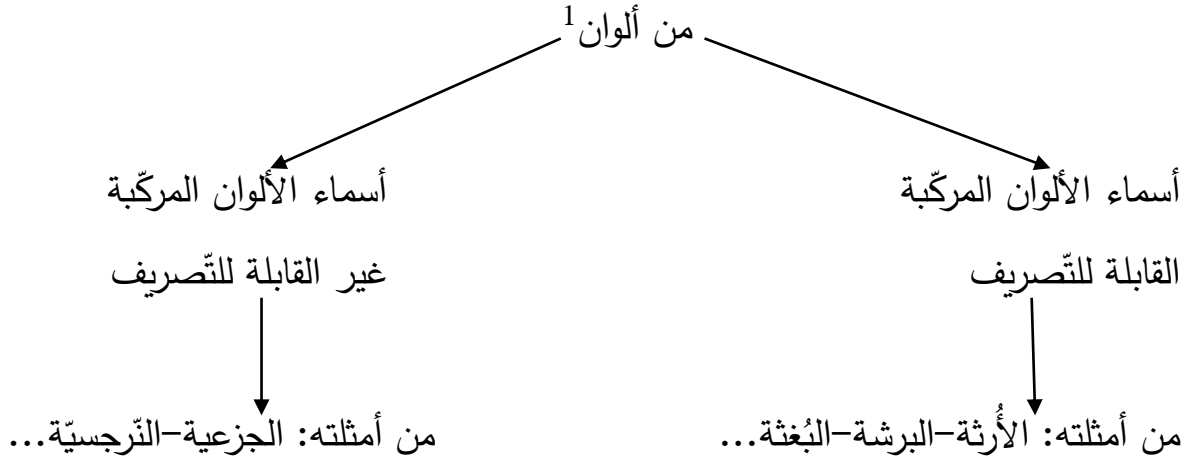 من ألوان1
أسماء الألوان المركّبة
القابلة للتّصريف
من أمثلته: الأُرثة-البرشة-البُغثة...
أسماء الألوان المركّبة
غير القابلة للتّصريف
من أمثلته: الجزعية-النّرجسيّة...